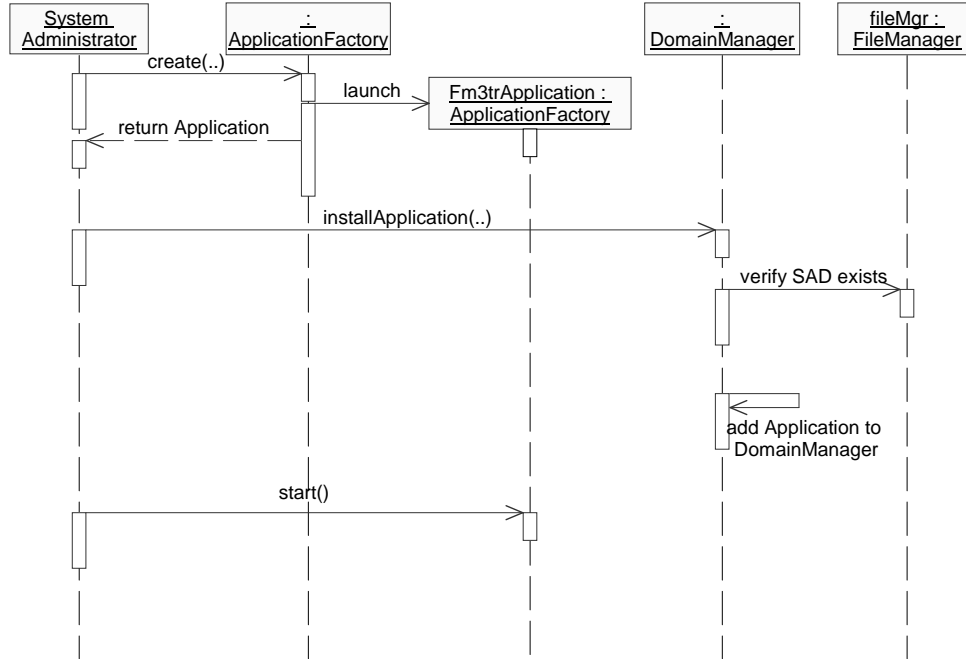 System
Administrator
:
ApplicationFactory
:
DomainManager
fileMgr :
FileManager
create(..)
launch
Fm3trApplication :
ApplicationFactory
return Application
installApplication(..)
verify SAD exists
add Application to
DomainManager
start()